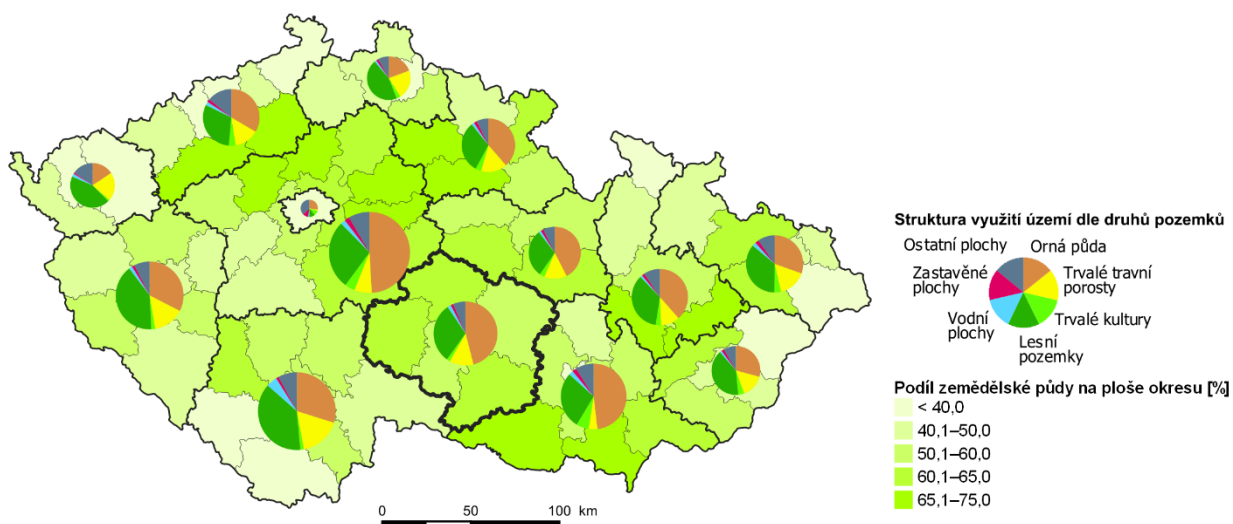 Struktura využití území dle druhů pozemků
Ostatní plochy
Orná půda
Zastavěné
plochy
Trvalé travní
porosty
Vodní
plochy
Trvalé kultury
Lesní
pozemky
Podíl zemědělské půdy na ploše okresu [%]
< 40,0
40,1–50,0
50,1–60,0
60,1–65,0
65,1–75,0
0 50 100 km